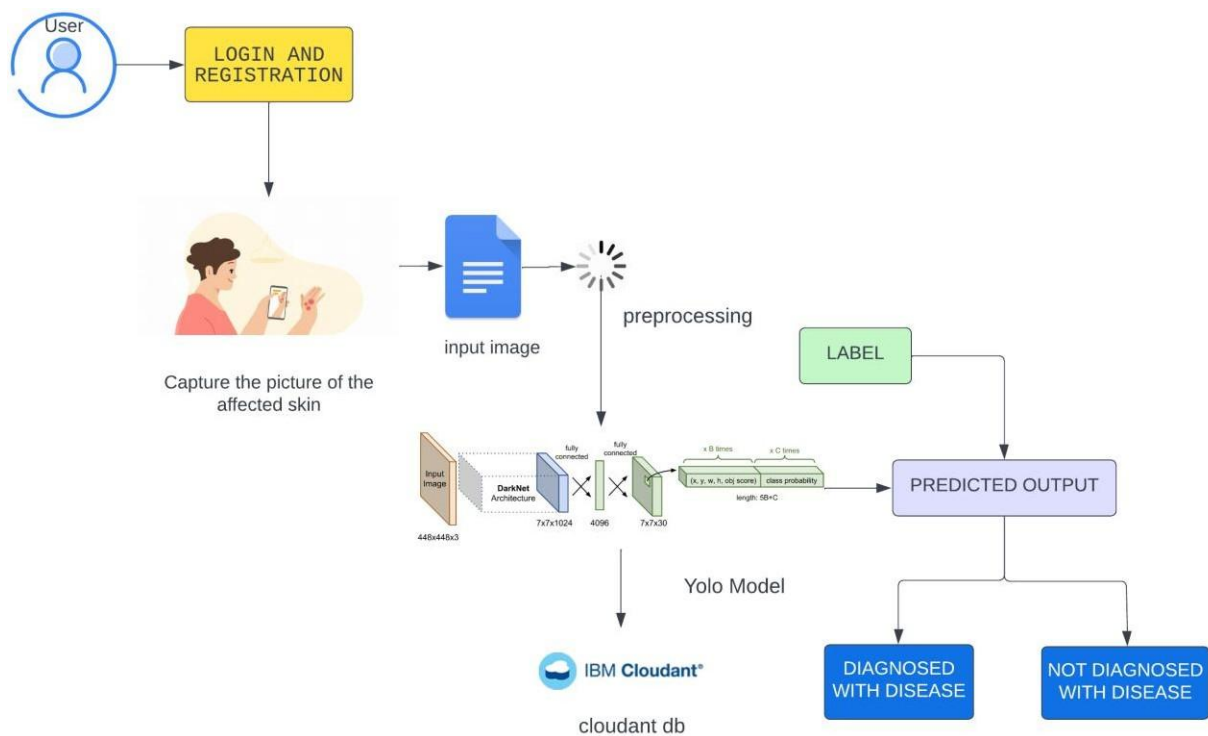 User
LOGIN AND
REGISTRATION
Capture the picture of the
affected skin
input image
preprocessing
LABEL
PREDICTED OUTPUT
Input
Image
448x448x3
DarkNet
Architecture
7x7x1024
fully
connected
4096
fully
connected
7x7x30
x B times
x C times
(x, y, w, h, obj score)
class probability
length: 5B+C
Yolo Model
IBM Cloudant®
cloudant db
DIAGNOSED
WITH DISEASE
NOT DIAGNOSED
WITH DISEASE